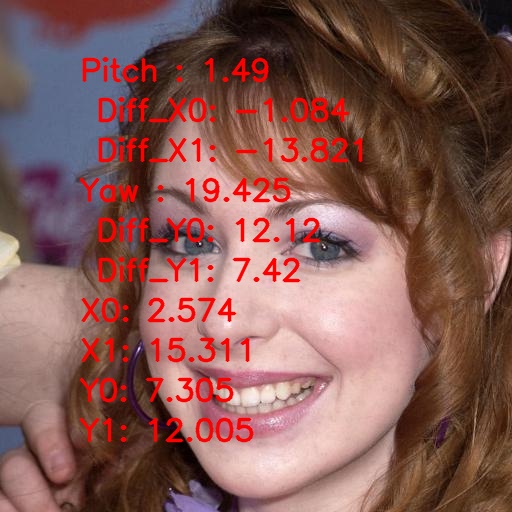 Pitch : 1.49
Diff_X0: -1.084
Diff_X1: -13.821
Yaw : 19.425
Diff_Y0: 12.12
Diff_Y1: 7.42
X0: 2.574
X1: 15.311
Y0: 7.305
Y1: 12.005